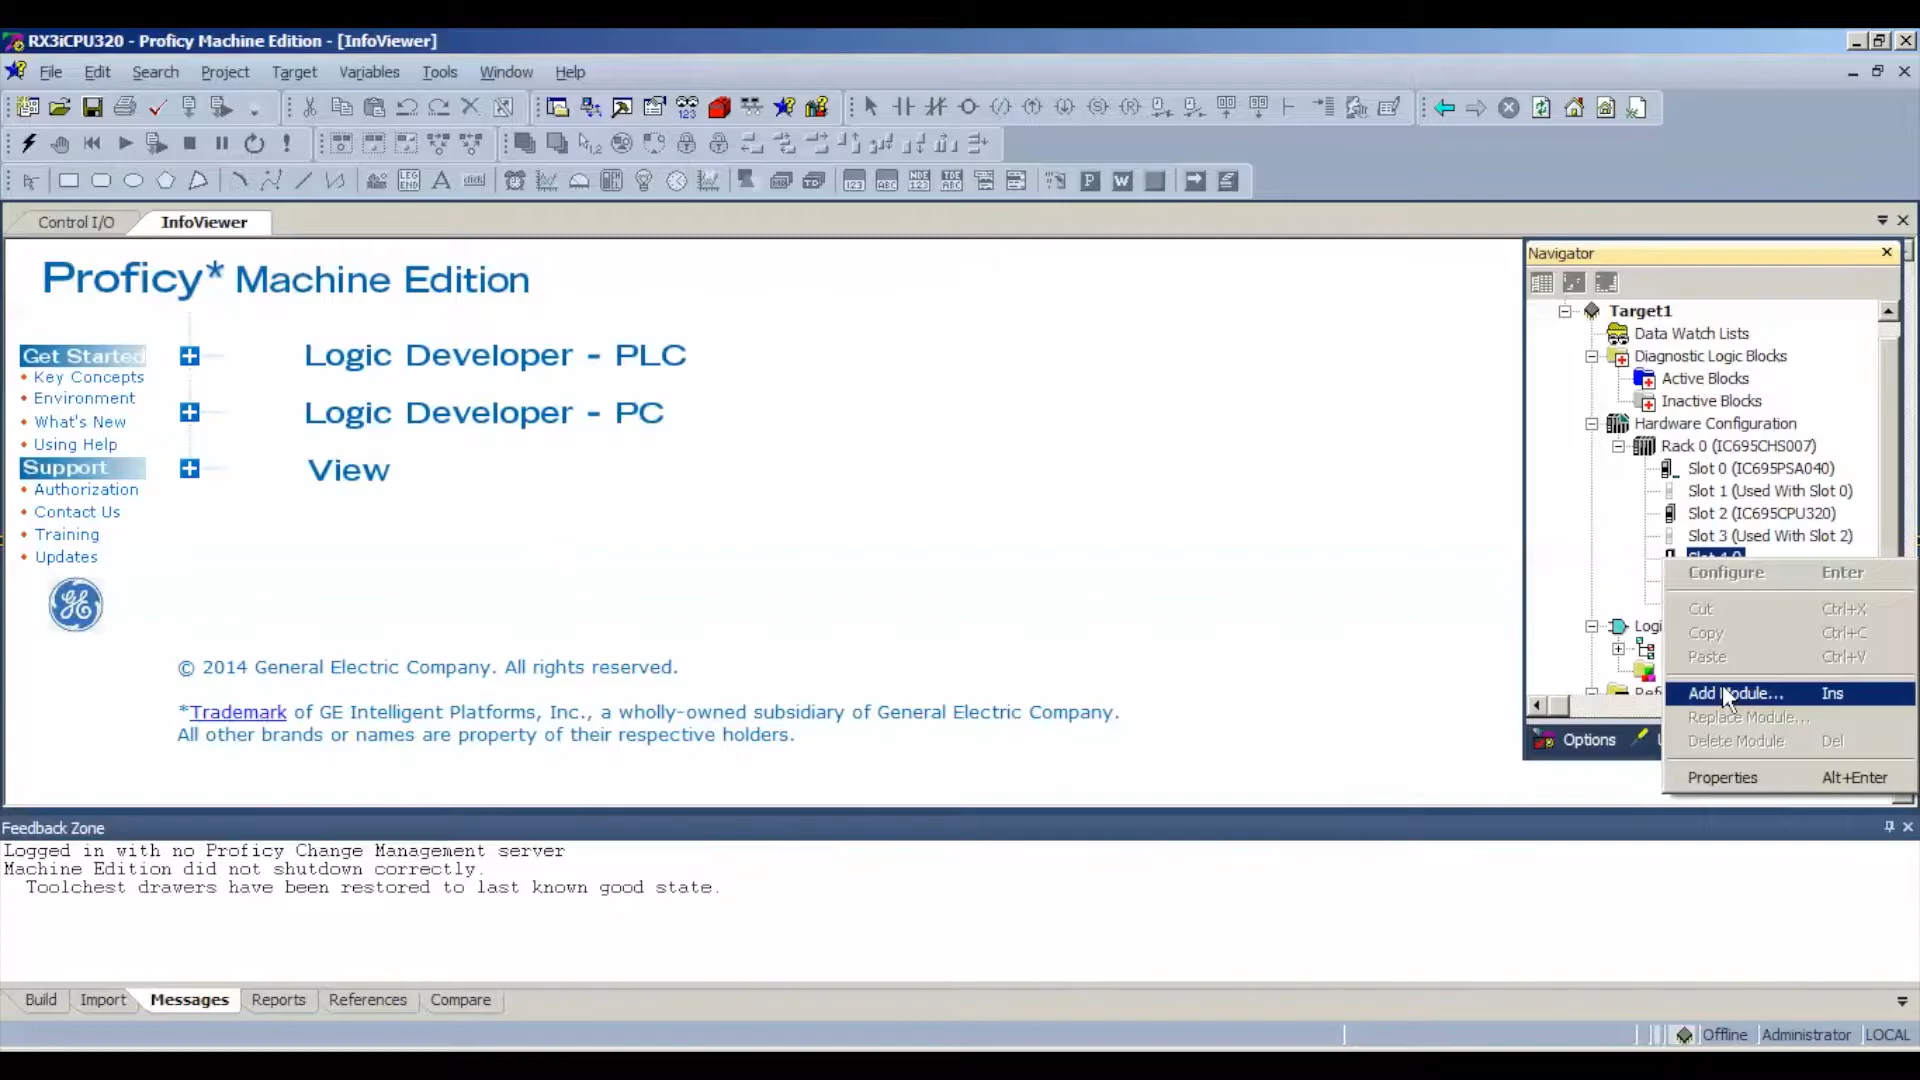 RX3iCPU320 - Proficy Machine Edition - [InfoViewer]
File Edit Search Project Target Variables Tools Window Help
Control I/O InfoViewer
Proficy* Machine Edition
Get Started
Key Concepts
Environment
What's New
Using Help
Support
Authorization
Contact Us
Training
Updates
Logic Developer - PLC
Logic Developer - PC
View
© 2014 General Electric Company. All rights reserved.
*Trademark of GE Intelligent Platforms, Inc., a wholly-owned subsidiary of General Electric Company.
All other brands or names are property of their respective holders.
Navigator
Target1
Data Watch Lists
Diagnostic Logic Blocks
Active Blocks
Inactive Blocks
Hardware Configuration
Rack 0 (IC695CHS007)
Slot 0 (IC695PSA040)
Slot 1 (Used With Slot 0)
Slot 2 (IC695CPU320)
Slot 3 (Used With Slot 2)
Slot 4 ()
Logi
Options
Configure Enter
Cut Ctrl+X
Copy Ctrl+C
Paste Ctrl+V
Add Module... Ins
Replace Module...
Delete Module Del
Properties Alt+Enter
Feedback Zone
Logged in with no Proficy Change Management server
Machine Edition did not shutdown correctly.
Toolchest drawers have been restored to last known good state.
Build Import Messages Reports References Compare
Offline Administrator LOCAL